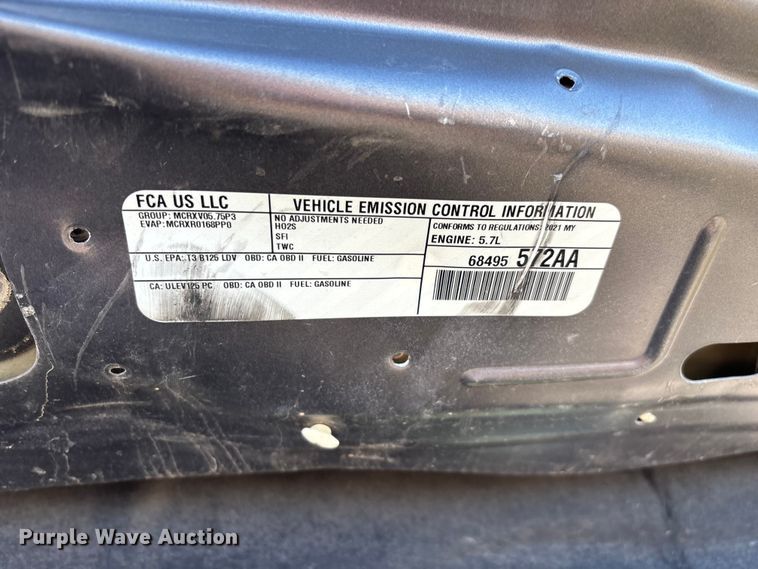 FCA US LLC
GROUP: MCRXV05.75P3
EVAP: MCRXR0168PP0
VEHICLE EMISSION CONTROL INFORMATION
NO ADJUSTMENTS NEEDED
HO2S
SFI
TWC
CONFORMS TO REGULATIONS: 2021 MY
ENGINE: 5.7L
U.S. EPA: T3 B125 LDV OBD: CA OBD II FUEL: GASOLINE
68495 572AA
CA: ULEV125 PC OBD: CA OBD II FUEL: GASOLINE
Purple Wave Auction